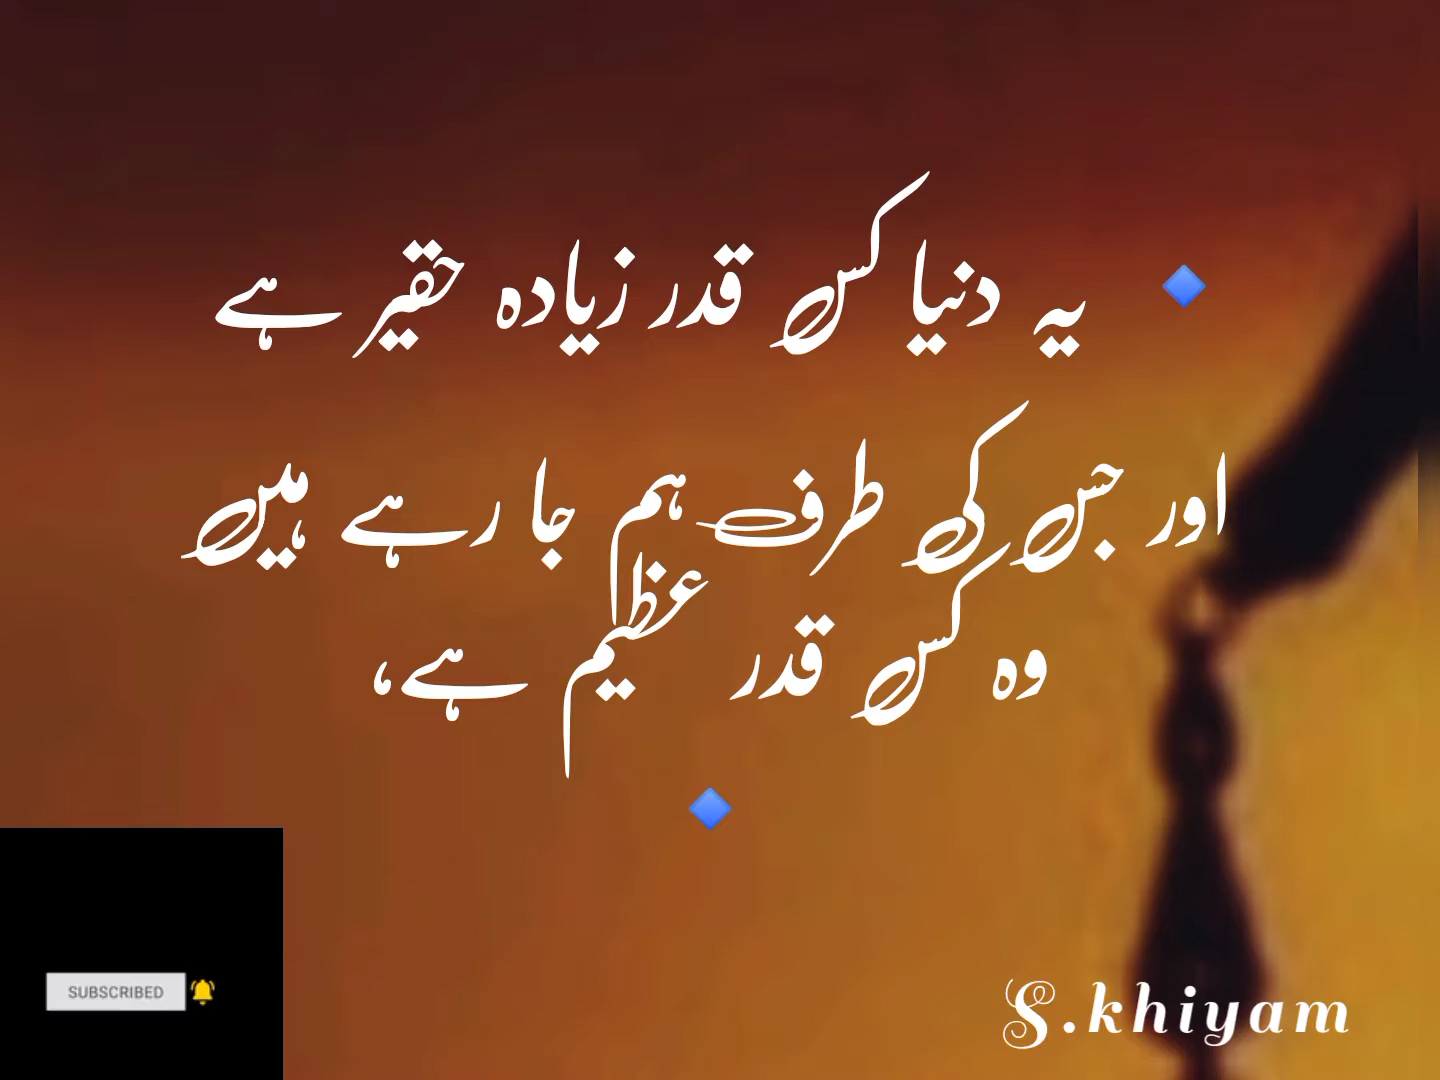 🔹 یہ دنیا کس قدر زیادہ حقیر ہے
اور جس کی طرف ہم جا رہے ہیں
وہ کس قدر عظیم ہے،
🔹
SUBSCRIBED
S.khiyam